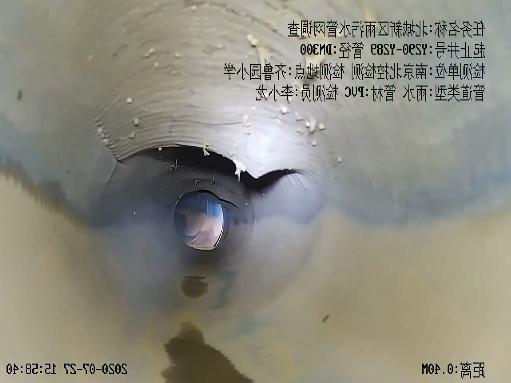 任务名称:北城新区雨污水管网调查
起止井号:YZ90-YZ89 管径:DN300
检测单位:南京北控检测 检测地点:齐鲁园小学
管道类型:雨水 管材:PVC 检测员:李小龙
距离:0.40M
2020-07-27 15:58:40